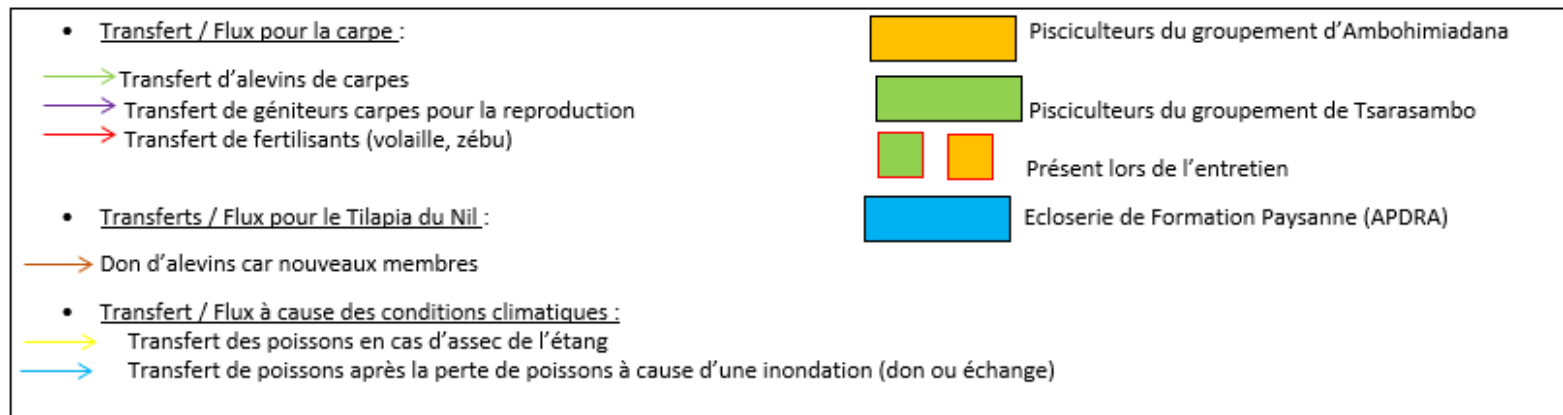 • Transfert / Flux pour la carpe :
Transfert d'alevins de carpes
Transfert de géniteurs carpes pour la reproduction
Transfert de fertilisants (volaille, zébu)
• Transferts / Flux pour le Tilapia du Nil :
Don d'alevins car nouveaux membres
• Transfert / Flux à cause des conditions climatiques :
Transfert des poissons en cas d'assec de l'étang
Transfert de poissons après la perte de poissons à cause d'une inondation (don ou échange)
Pisciculteurs du groupement d'Ambohimiadana
Pisciculteurs du groupement de Tsarasambo
Présent lors de l'entretien
Ecloserie de Formation Paysanne (APDRA)